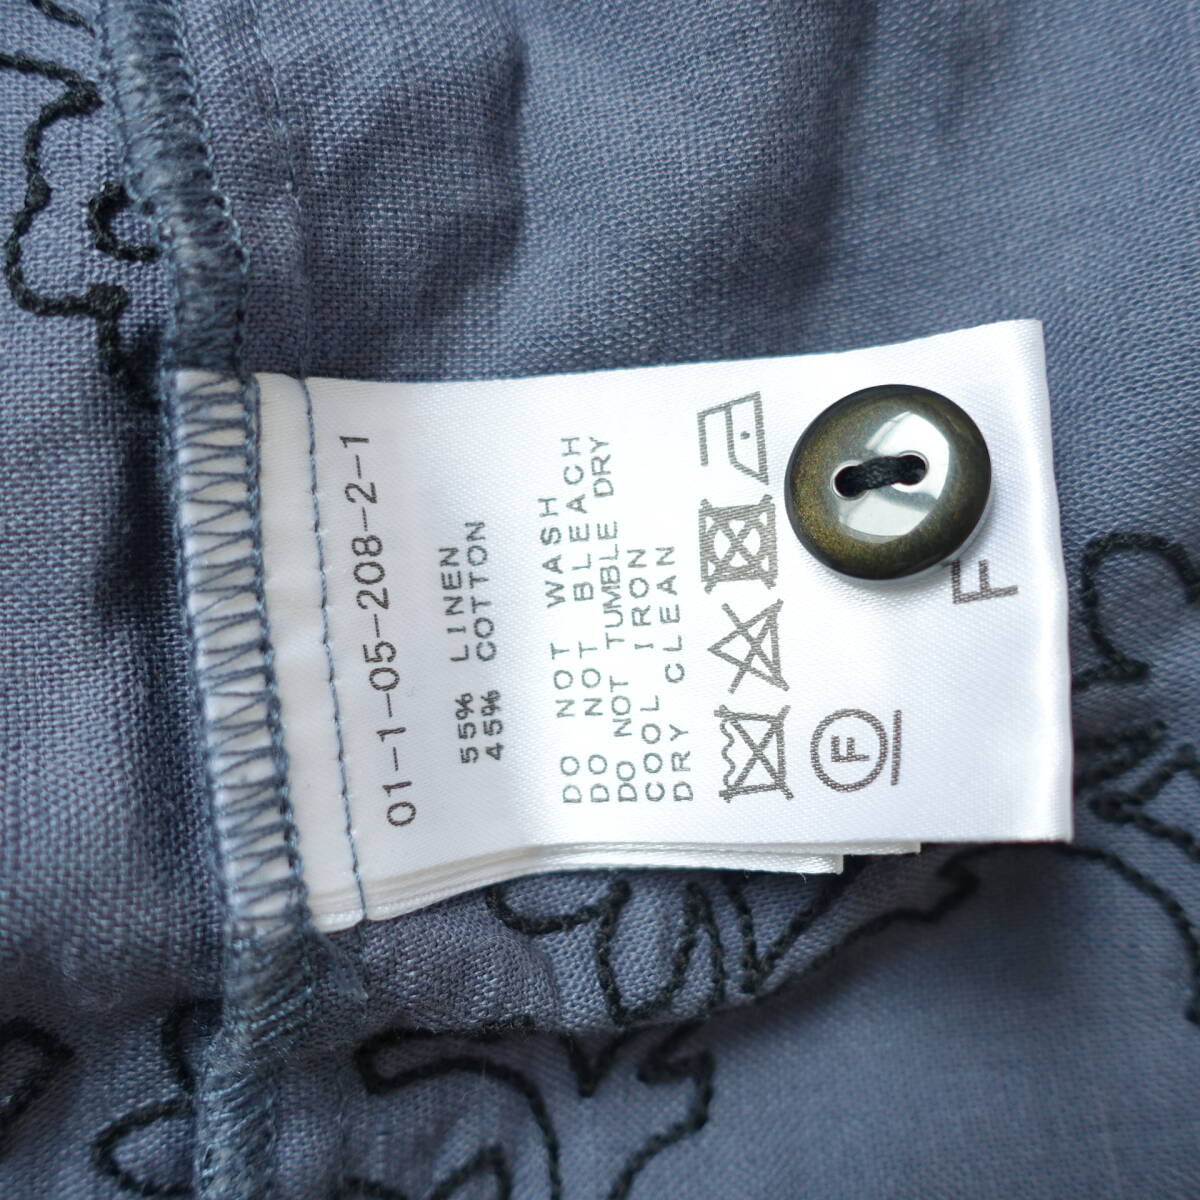 01-1-05-208-2-1
55% LINEN
45% COTTON
DO NOT WASH
DO NOT BLEACH
DO NOT TUMBLE DRY
COOL IRON
DRY CLEAN
F